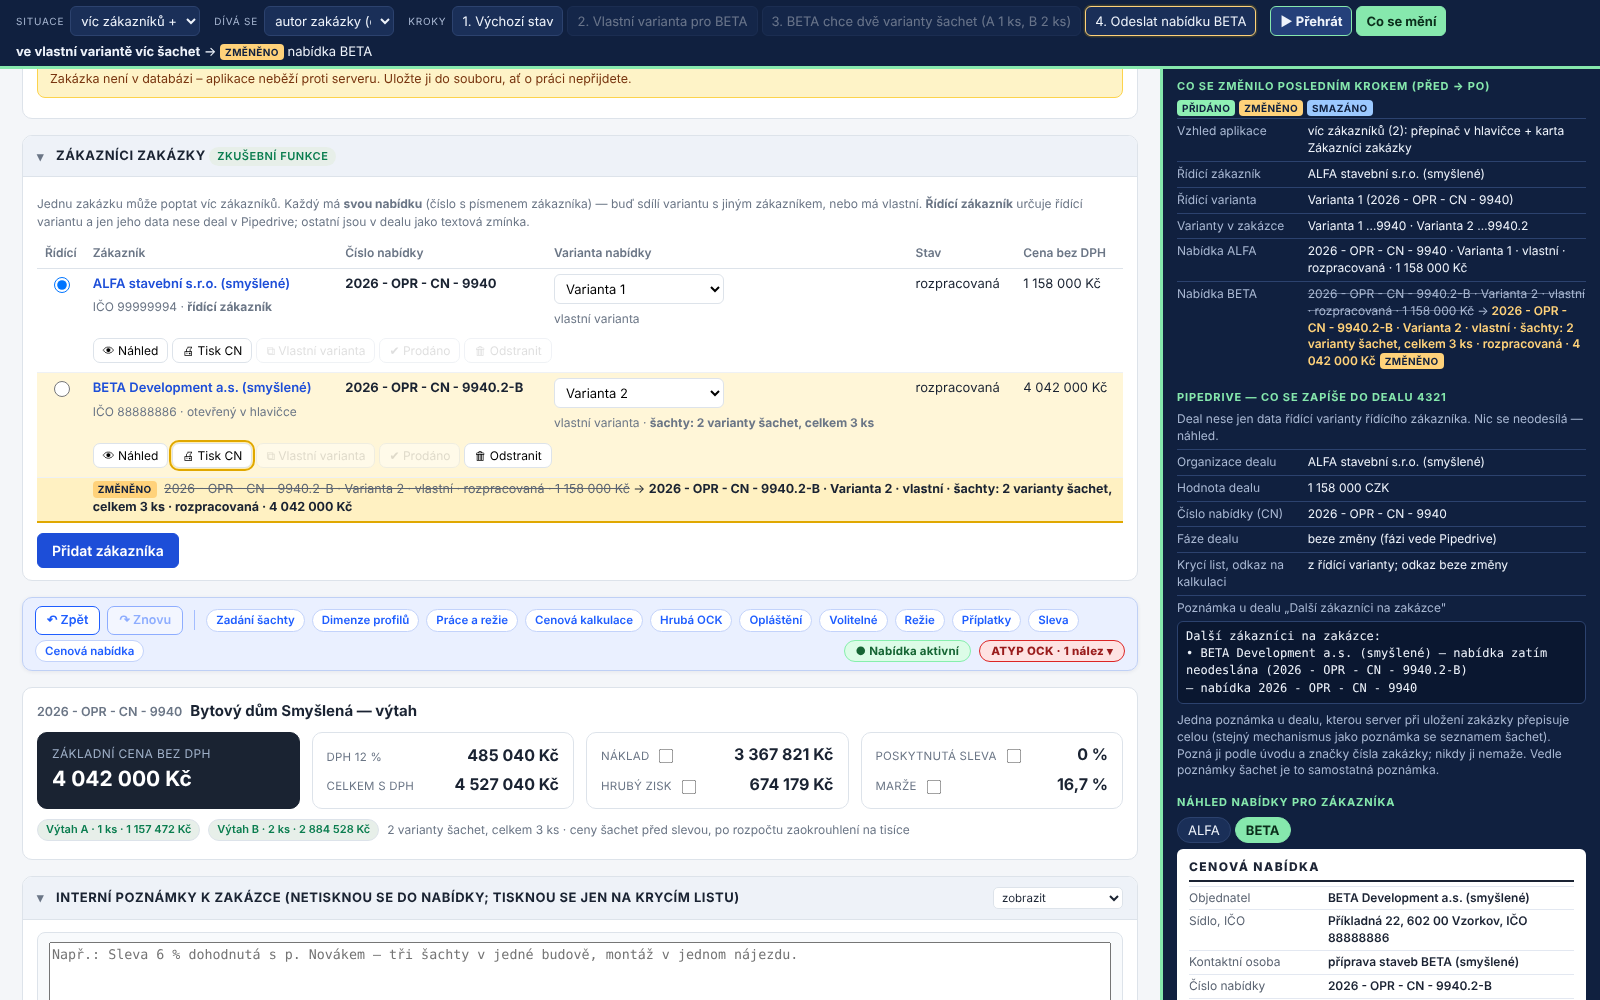 SITUACE víc zákazníků + DÍVÁ SE autor zakázky ( KROKY 1. Výchozí stav 2. Vlastní varianta pro BETA 3. BETA chce dvě varianty šachet (A 1 ks, B 2 ks) 4. Odeslat nabídku BETA ▶ Přehrát Co se mění
ve vlastní variantě víc šachet → ZMĚNĚNO nabídka BETA
Zakázka není v databázi – aplikace neběží proti serveru. Uložte ji do souboru, ať o práci nepřijdete.
▼ ZÁKAZNÍCI ZAKÁZKY ZKUŠEBNÍ FUNKCE
Jednu zakázku může poptat víc zákazníků. Každý má svou nabídku (číslo s písmenem zákazníka) — buď sdílí variantu s jiným zákazníkem, nebo má vlastní. Řídící zákazník určuje řídící
variantu a jen jeho data nese deal v Pipedrive; ostatní jsou v dealu jako textová zmínka.
Řídící Zákazník Číslo nabídky Varianta nabídky Stav Cena bez DPH
ALFA stavební s.r.o. (smyšlené) 2026 - OPR - CN - 9940 Varianta 1 rozpracovaná 1 158 000 Kč
IČO 99999994 · řídící zákazník vlastní varianta
👁 Náhled 🖨 Tisk CN ⧉ Vlastní varianta ✔ Prodáno 🗑 Odstranit
BETA Development a.s. (smyšlené) 2026 - OPR - CN - 9940.2-B Varianta 2 rozpracovaná 4 042 000 Kč
IČO 88888886 · otevřený v hlavičce vlastní varianta · šachty: 2 varianty šachet, celkem 3 ks
👁 Náhled 🖨 Tisk CN ⧉ Vlastní varianta ✔ Prodáno 🗑 Odstranit
ZMĚNĚNO 2026 - OPR - CN - 9940.2-B · Varianta 2 · vlastní · rozpracovaná · 1 158 000 Kč → 2026 - OPR - CN - 9940.2-B · Varianta 2 · vlastní · šachty: 2 varianty šachet,
celkem 3 ks · rozpracovaná · 4 042 000 Kč
Přidat zákazníka
↶ Zpět ↷ Znovu Zadání šachty Dimenze profilů Práce a režie Cenová kalkulace Hrubá OCK Opláštění Volitelné Režie Příplatky Sleva
Cenová nabídka ● Nabídka aktivní ATYP OCK · 1 nález ▾
2026 - OPR - CN - 9940 Bytový dům Smyšlená — výtah
ZÁKLADNÍ CENA BEZ DPH
4 042 000 Kč
DPH 12 % 485 040 Kč
CELKEM S DPH 4 527 040 Kč
NÁKLAD 3 367 821 Kč
HRUBÝ ZISK 674 179 Kč
POSKYTNUTÁ SLEVA 0 %
MARŽE 16,7 %
Výtah A · 1 ks · 1 157 472 Kč Výtah B · 2 ks · 2 884 528 Kč 2 varianty šachet, celkem 3 ks · ceny šachet před slevou, po rozpočtu zaokrouhlení na tisíce
▼ INTERNÍ POZNÁMKY K ZAKÁZCE (NETISKNOU SE DO NABÍDKY; TISKNOU SE JEN NA KRYCÍM LISTU) zobrazit
Např.: Sleva 6 % dohodnutá s p. Novákem — tři šachty v jedné budově, montáž v jednom nájezdu.
CO SE ZMĚNILO POSLEDNÍM KROKEM (PŘED → PO)
PŘIDÁNO ZMĚNĚNO SMAZÁNO
Vzhled aplikace víc zákazníků (2): přepínač v hlavičce + karta
Zákazníci zakázky
Řídící zákazník ALFA stavební s.r.o. (smyšlené)
Řídící varianta Varianta 1 (2026 - OPR - CN - 9940)
Varianty v zakázce Varianta 1 …9940 · Varianta 2 …9940.2
Nabídka ALFA 2026 - OPR - CN - 9940 · Varianta 1 · vlastní ·
rozpracovaná · 1 158 000 Kč
Nabídka BETA 2026 - OPR - CN - 9940.2-B · Varianta 2 · vlastní
· rozpracovaná · 1 158 000 Kč → 2026 - OPR -
CN - 9940.2-B · Varianta 2 · vlastní · šachty: 2
varianty šachet, celkem 3 ks · rozpracovaná · 4
042 000 Kč ZMĚNĚNO
PIPEDRIVE — CO SE ZAPÍŠE DO DEALU 4321
Deal nese jen data řídící varianty řídícího zákazníka. Nic se neodesílá —
náhled.
Organizace dealu ALFA stavební s.r.o. (smyšlené)
Hodnota dealu 1 158 000 CZK
Číslo nabídky (CN) 2026 - OPR - CN - 9940
Fáze dealu beze změny (fázi vede Pipedrive)
Krycí list, odkaz na z řídící varianty; odkaz beze změny
kalkulaci
Poznámka u dealu „Další zákazníci na zakázce"
Další zákazníci na zakázce:
• BETA Development a.s. (smyšlené) — nabídka zatím
neodeslána (2026 - OPR - CN - 9940.2-B)
— nabídka 2026 - OPR - CN - 9940
Jedna poznámka u dealu, kterou server při uložení zakázky přepisuje
celou (stejný mechanismus jako poznámka se seznamem šachet).
Pozná ji podle úvodu a značky čísla zakázky; nikdy ji nemaže. Vedle
poznámky šachet je to samostatná poznámka.
NÁHLED NABÍDKY PRO ZÁKAZNÍKA
ALFA BETA
CENOVÁ NABÍDKA
Objednatel BETA Development a.s. (smyšlené)
Sídlo, IČO Příkladná 22, 602 00 Vzorkov, IČO
88888886
Kontaktní osoba příprava staveb BETA (smyšlené)
Číslo nabídky 2026 - OPR - CN - 9940.2-B